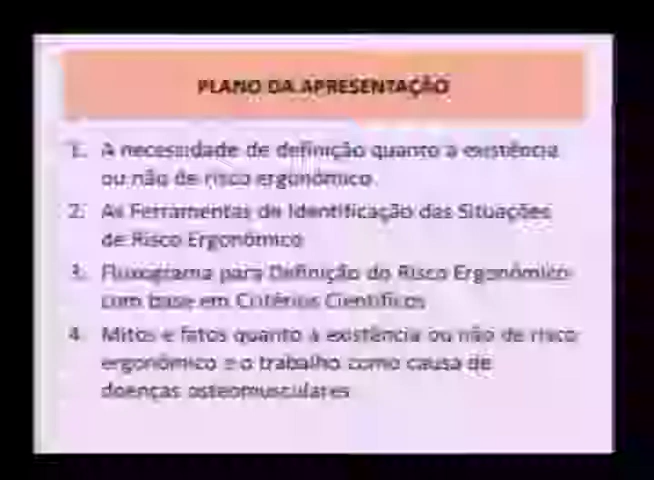 PLANO DA APRESENTAÇÃO
1. A necessidade de definição quanto a existência
ou não de risco ergonômico
2. As Ferramentas de Identificação das Situações
de Risco Ergonômico
3. Fluxograma para Definição do Risco Ergonômico
com base em Critérios Científicos
4. Mitos e fatos quanto a existência ou não de risco
ergonômico e o trabalho como causa de
doenças osteomusculares